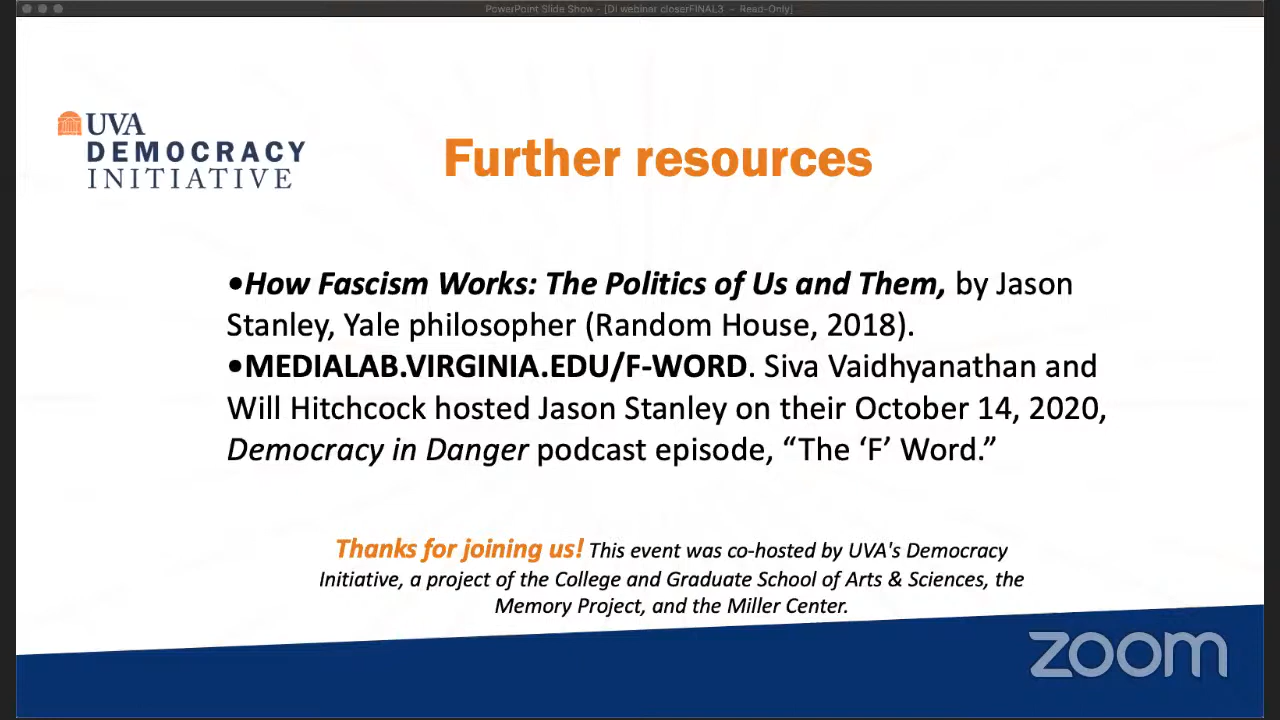 PowerPoint Slide Show - [DI webinar closerFINAL3 - Read-Only]
UVA
DEMOCRACY
INITIATIVE
Further resources
•How Fascism Works: The Politics of Us and Them, by Jason
Stanley, Yale philosopher (Random House, 2018).
•MEDIALAB.VIRGINIA.EDU/F-WORD. Siva Vaidhyanathan and
Will Hitchcock hosted Jason Stanley on their October 14, 2020,
Democracy in Danger podcast episode, “The ‘F’ Word.”
Thanks for joining us! This event was co-hosted by UVA's Democracy
Initiative, a project of the College and Graduate School of Arts & Sciences, the
Memory Project, and the Miller Center.
zoom